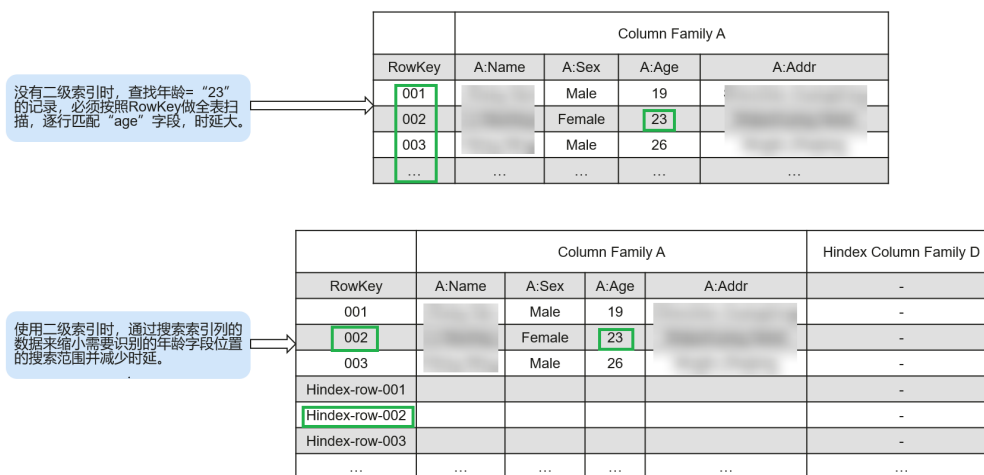 Column Family A
RowKey A:Name A:Sex A:Age A:Addr
没有二级索引时，查找年龄=“23”
的记录，必须按照RowKey做全表扫
描，逐行匹配“age”字段，时延大。
001 Male 19
002 Female 23
003 Male 26
… … … … …
Column Family A Hindex Column Family D
RowKey A:Name A:Sex A:Age A:Addr -
使用二级索引时，通过搜索索引列的
数据来缩小需要识别的年龄字段位置
的搜索范围并减少时延。
.
001 Male 19 -
002 Female 23 -
003 Male 26 -
Hindex-row-001 -
Hindex-row-002 -
Hindex-row-003 -
… … … … … …